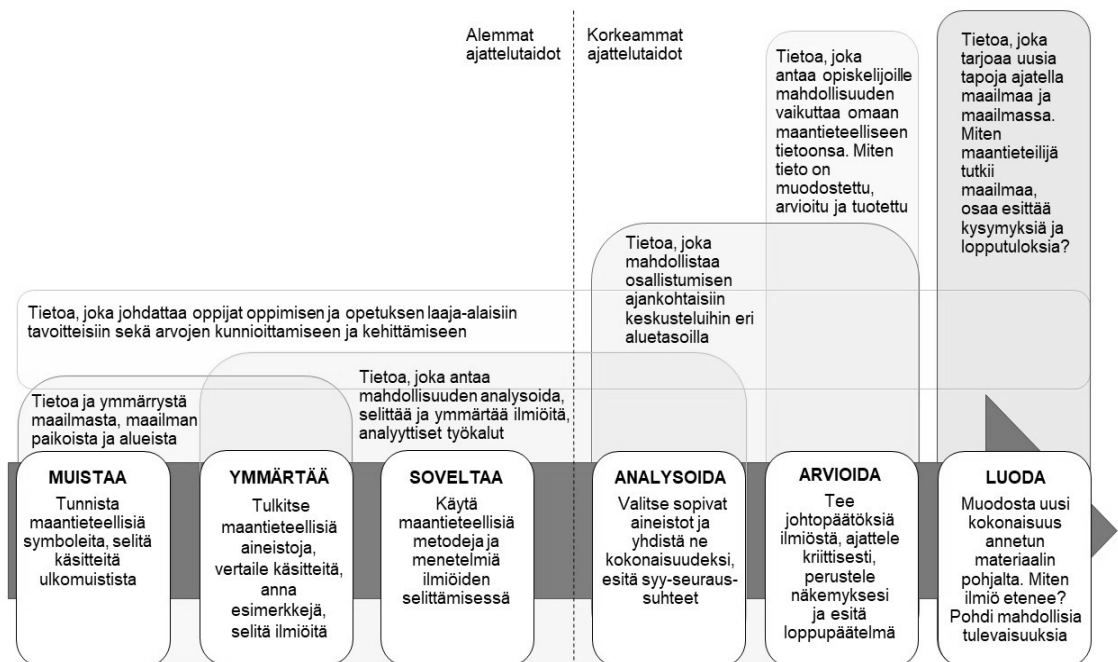 Alemmat
ajattelutaidot
Korkeammat
ajattelutaidot
Tietoa, joka
antaa opiskelijoille
mahdollisuuden
vaikuttaa omaan
maantieteelliseen
tietoonsa. Miten
tieto on
muodostettu,
arvioitu ja tuotettu
Tietoa, joka
tarjoaa uusia
tapoja ajatella
maailmaa ja
maailmassa.
Miten
maantieteilijä
tutkii
maailmaa,
osaa esittää
kysymyksiä ja
lopputuloksia?
Tietoa, joka
mahdollistaa
osallistumisen
ajankohtaisiin
keskusteluihin eri
aluetasoilla
Tietoa, joka johdattaa oppijat oppimisen ja opetuksen laaja-alaisiin
tavoitteisiin sekä arvojen kunnioittamiseen ja kehittämiseen
Tietoa ja ymmärrystä
maailmasta, maailman
paikoista ja alueista
Tietoa, joka antaa
mahdollisuuden analysoida,
selittää ja ymmärtää ilmiöitä,
analyyttiset työkalut
MUISTAA
Tunnista
maantieteellisiä
symboleita, selitä
käsitteitä
ulkomuistista
YMMÄRTÄÄ
Tulkitse
maantieteellisiä
aineistoja,
vertaile käsitteitä,
anna
esimerkkejä,
selitä ilmiöitä
SOVELTAA
Käytä
maantieteellisiä
metodeja ja
menetelmiä
ilmiöiden
selittämisessä
ANALYSOIDA
Valitse sopivat
aineistot ja
yhdistä ne
kokonaisuudeksi,
esitä syy-seuraus-
suhteet
ARVIOIDA
Tee
johtopäätöksiä
ilmiöstä, ajattele
kriittisesti,
perustele
näkemyksesi
ja esitä
loppupäätelmä
LUODA
Muodosta uusi
kokonaisuus
annetun
materiaalin
pohjalta. Miten
ilmiö etenee?
Pohdi mahdollisia
tulevaisuuksia